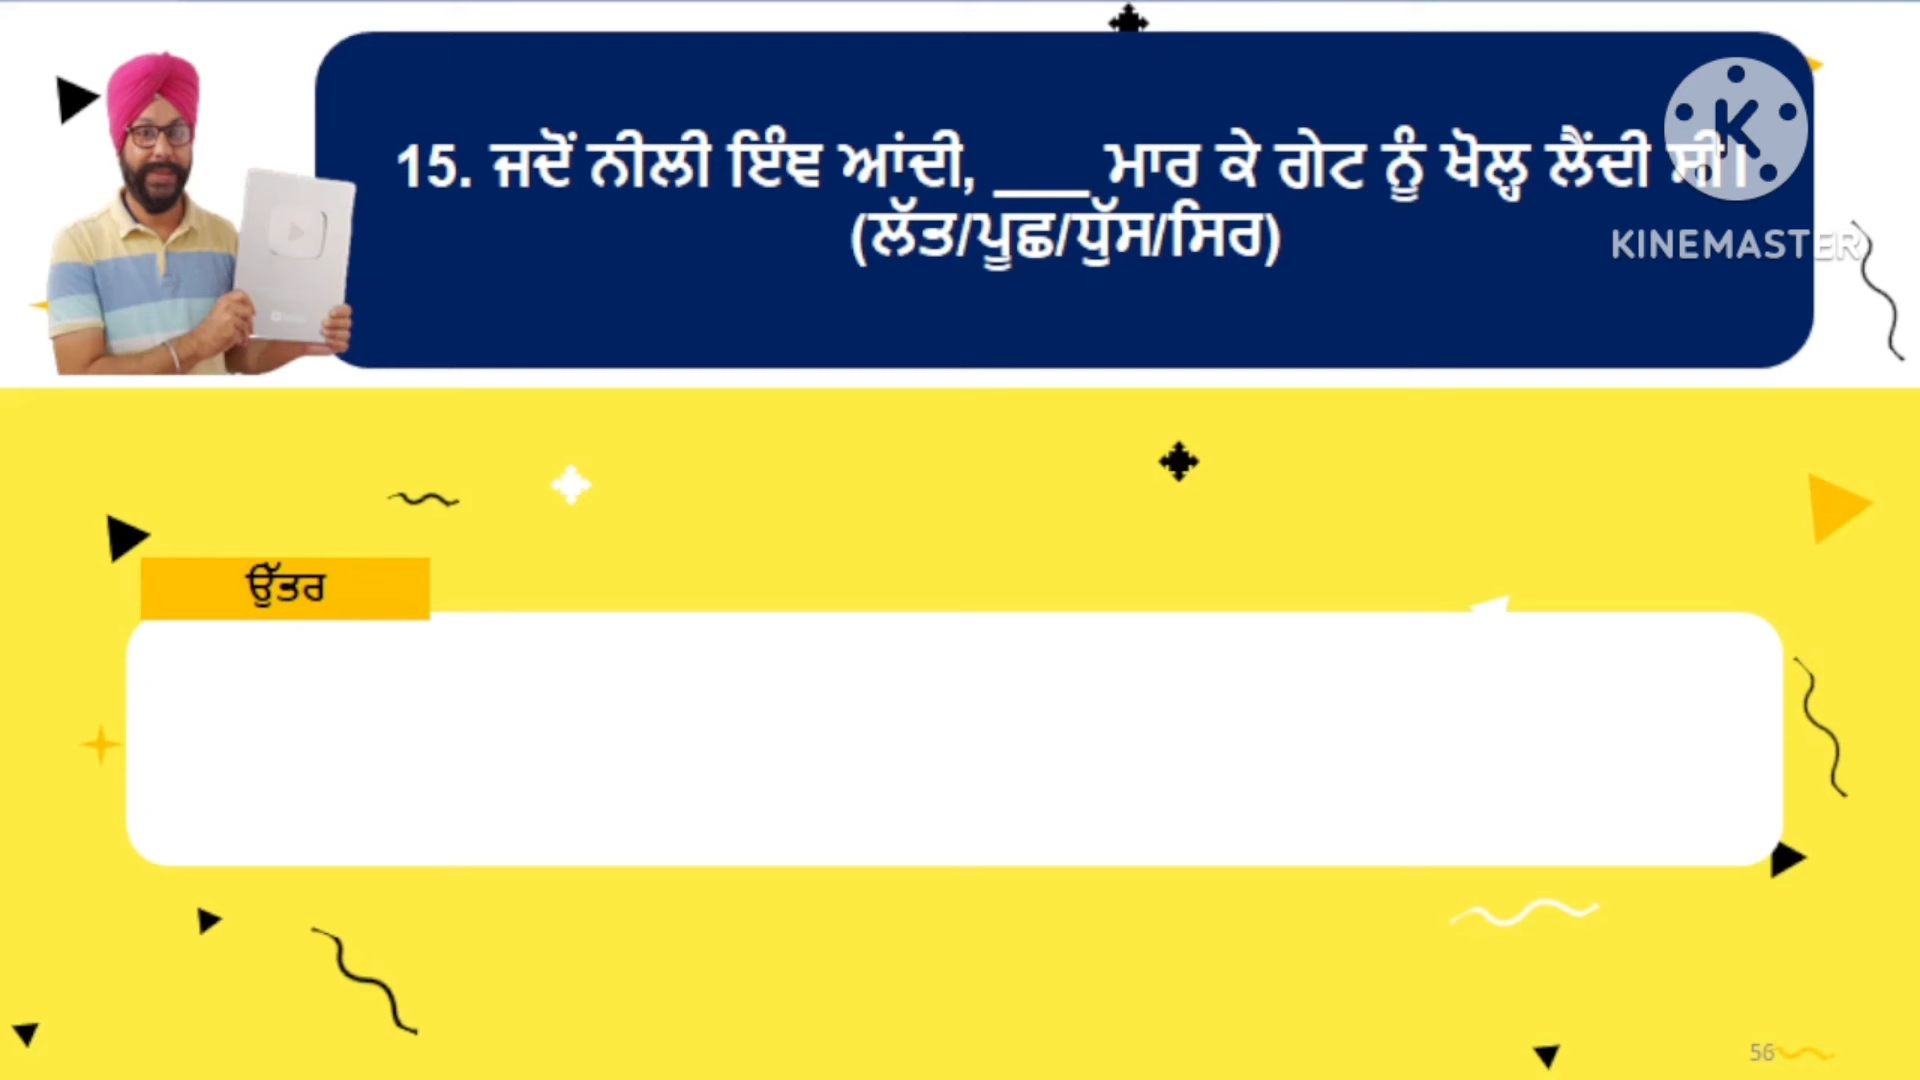 15. ਜਦੋਂ ਨੀਲੀ ਇੰਞ ਆਂਦੀ, ___ ਮਾਰ ਕੇ ਗੇਟ ਨੂੰ ਖੋਲ੍ਹ ਲੈਂਦੀ ਸੀ।
(ਲੱਤ/ਪੂਛ/ਧੁੱਸ/ਸਿਰ)
K
KINEMASTER
ਉੱਤਰ
56